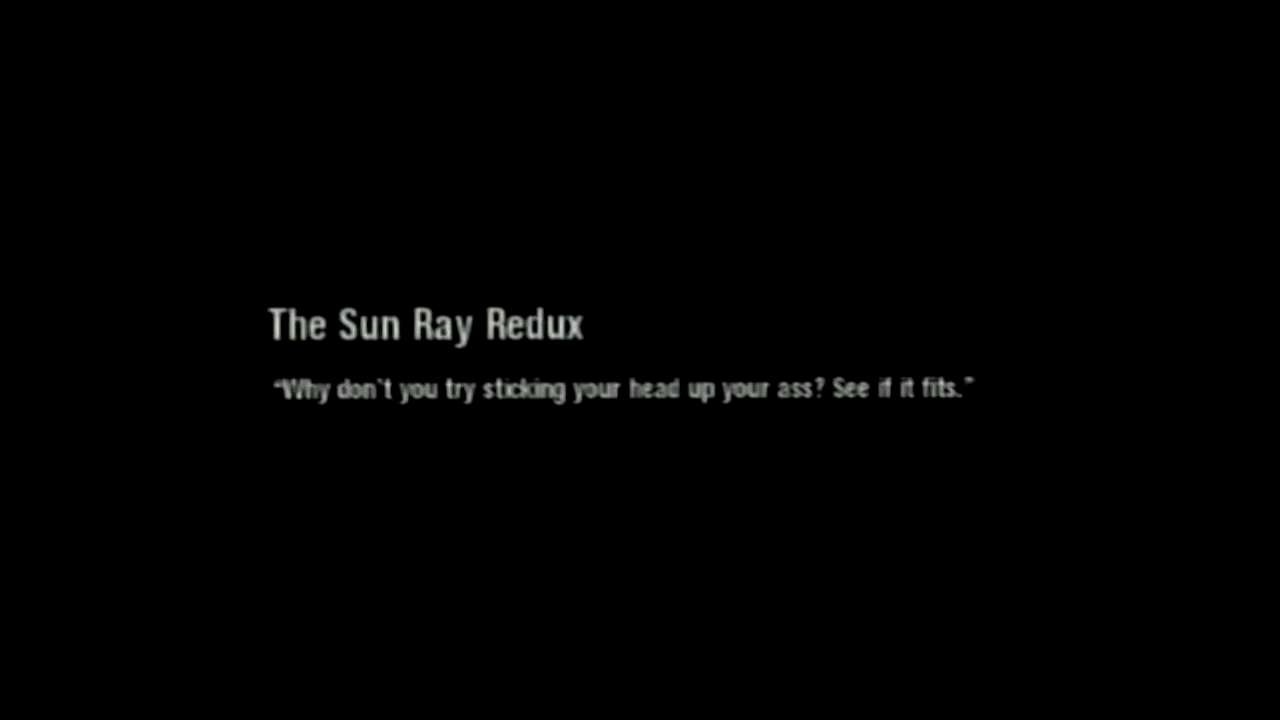 The Sun Ray Redux
“Why don`t you try sticking your head up your ass? See if it fits.”